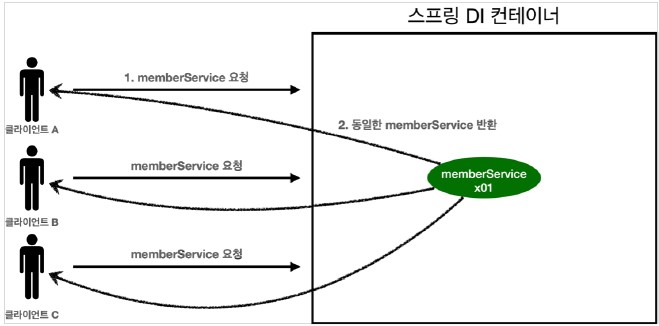 스프링 DI 컨테이너
1. memberService 요청
클라이언트 A
2. 동일한 memberService 반환
memberService 요청
memberService
x01
클라이언트 B
memberService 요청
클라이언트 C